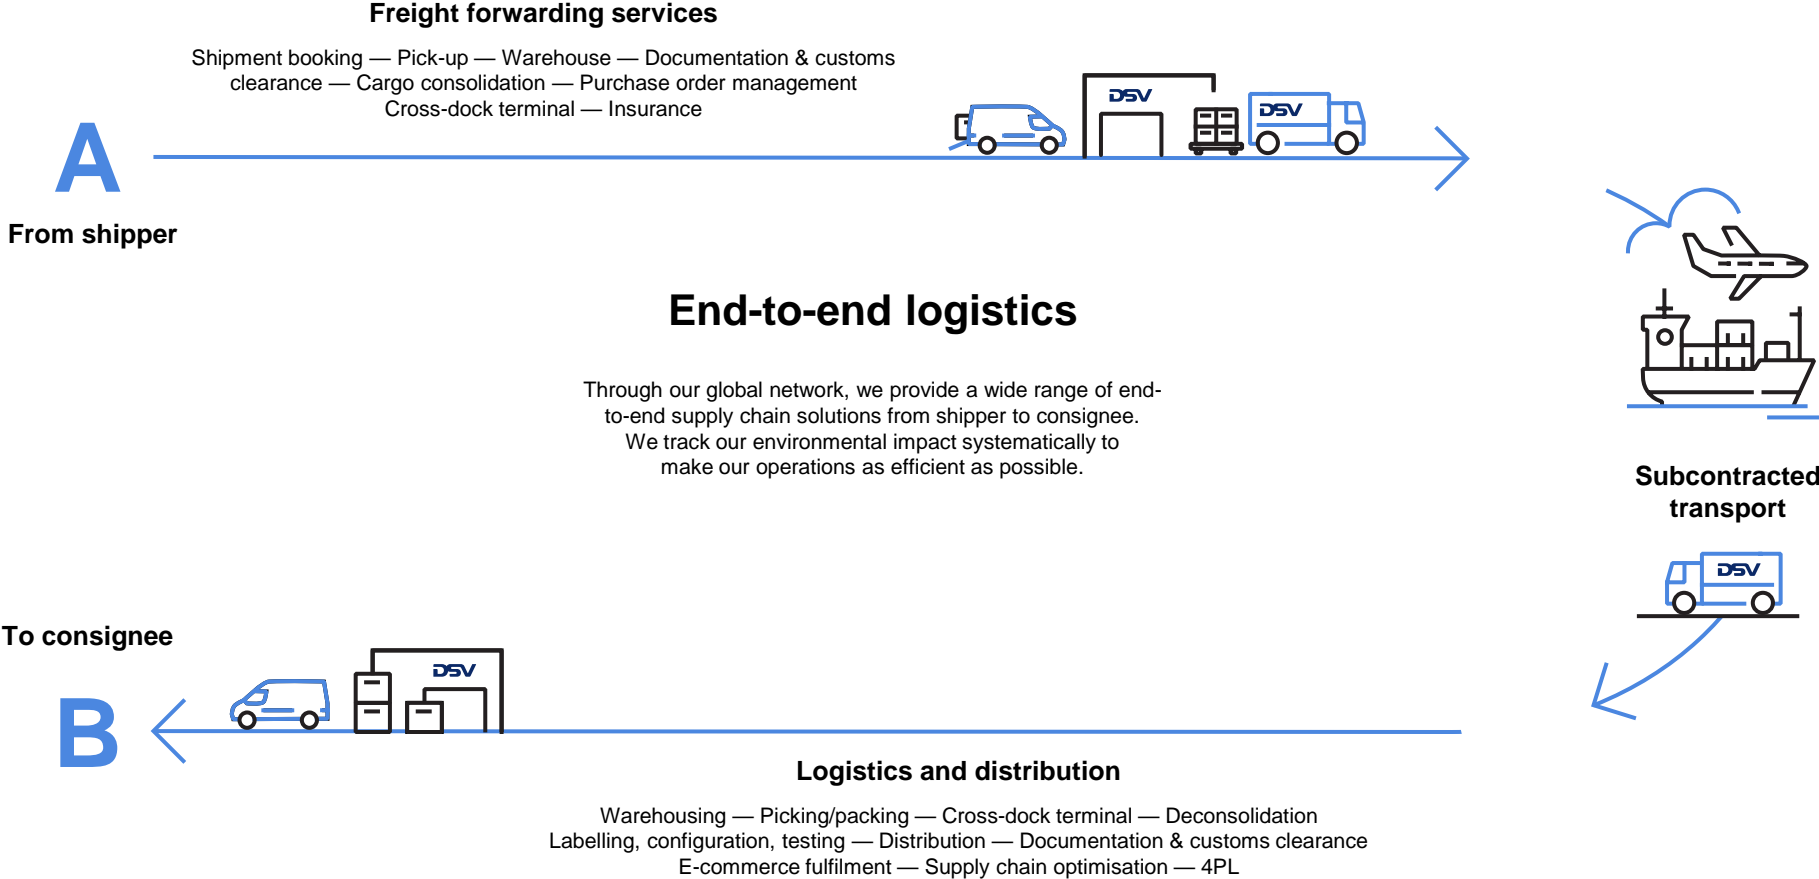 Freight forwarding services
Shipment booking — Pick-up — Warehouse — Documentation & customs
clearance — Cargo consolidation — Purchase order management
Cross-dock terminal — Insurance
DSV
DSV
A
From shipper
End-to-end logistics
Through our global network, we provide a wide range of end-
to-end supply chain solutions from shipper to consignee.
We track our environmental impact systematically to
make our operations as efficient as possible.
Subcontracted
transport
DSV
To consignee
DSV
B
Logistics and distribution
Warehousing — Picking/packing — Cross-dock terminal — Deconsolidation
Labelling, configuration, testing — Distribution — Documentation & customs clearance
E-commerce fulfilment — Supply chain optimisation — 4PL